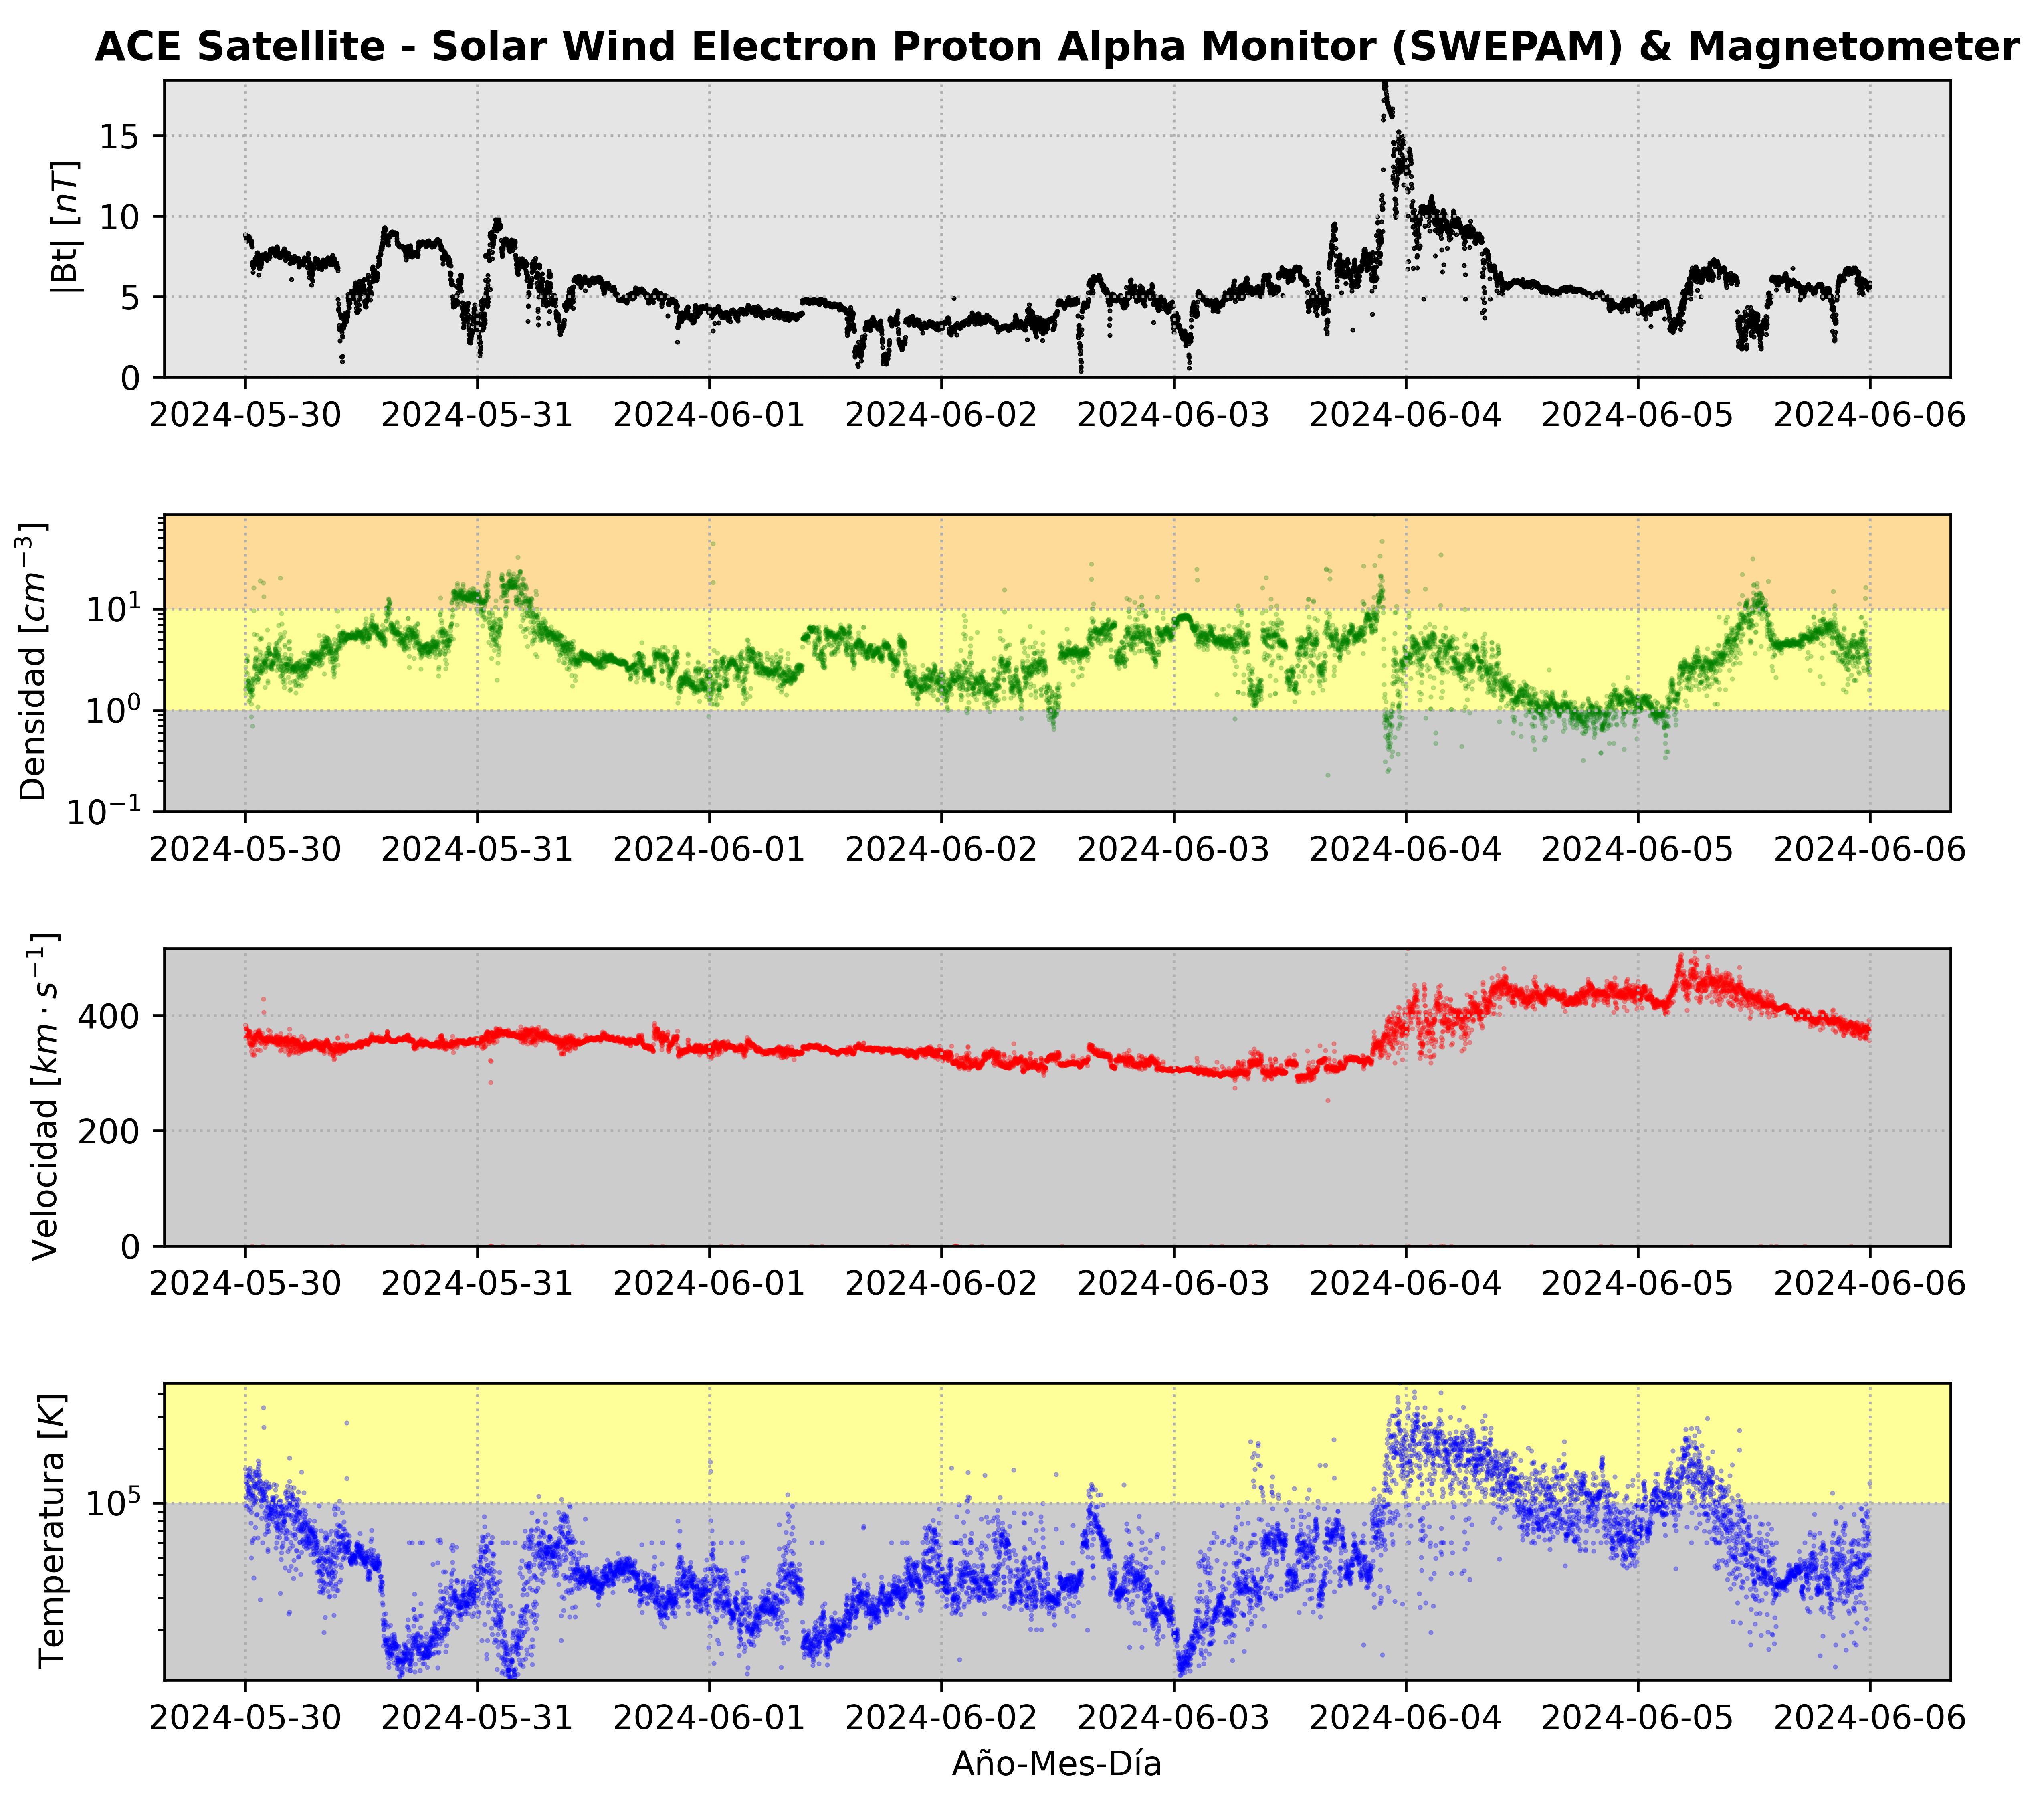 ACE Satellite - Solar Wind Electron Proton Alpha Monitor (SWEPAM) & Magnetometer
|Bt| [nT]
15
10
5
0
2024-05-30 2024-05-31 2024-06-01 2024-06-02 2024-06-03 2024-06-04 2024-06-05 2024-06-06
Densidad [cm⁻³]
10¹
10⁰
10⁻¹
2024-05-30 2024-05-31 2024-06-01 2024-06-02 2024-06-03 2024-06-04 2024-06-05 2024-06-06
Velocidad [km · s⁻¹]
400
200
0
2024-05-30 2024-05-31 2024-06-01 2024-06-02 2024-06-03 2024-06-04 2024-06-05 2024-06-06
Temperatura [K]
10⁵
2024-05-30 2024-05-31 2024-06-01 2024-06-02 2024-06-03 2024-06-04 2024-06-05 2024-06-06
Año-Mes-Día